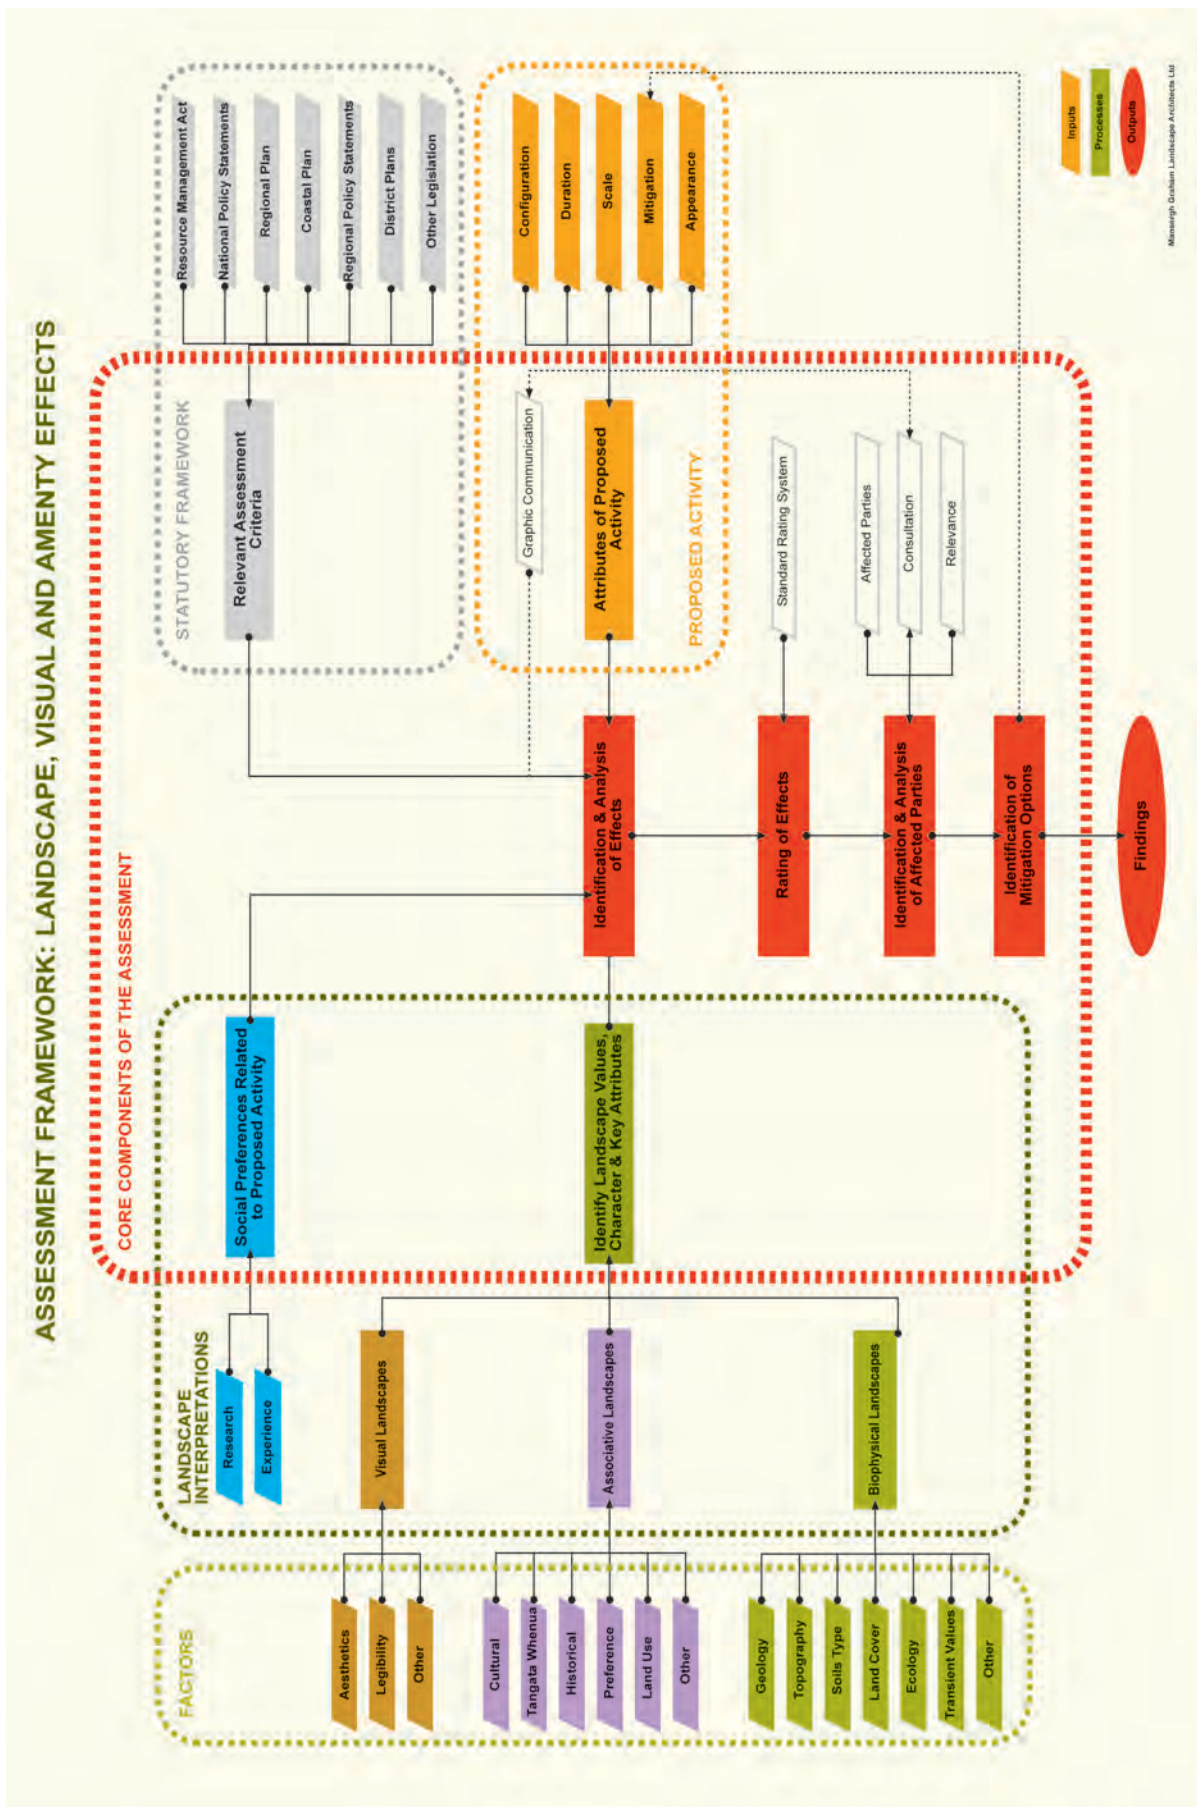 ASSESSMENT FRAMEWORK: LANDSCAPE, VISUAL AND AMENTY EFFECTS
FACTORS
Aesthetics
Legibility
Other
Cultural
Tangata Whenua
Historical
Preference
Land Use
Other
Geology
Topography
Soils Type
Land Cover
Ecology
Transient Values
Other
LANDSCAPE
INTERPRETATIONS
Research
Experience
Visual Landscapes
Associative Landscapes
Biophysical Landscapes
CORE COMPONENTS OF THE ASSESSMENT
Social Preferences Related
to Proposed Activity
Identify Landscape Values,
Character & Key Attributes
Identification & Analysis
of Effects
Rating of Effects
Identification & Analysis
of Affected Parties
Identification of
Mitigation Options
Findings
STATUTORY FRAMEWORK
Relevant Assessment
Criteria
Resource Management Act
National Policy Statements
Regional Plan
Coastal Plan
Regional Policy Statements
District Plans
Other Legislation
Graphic Communication
Attributes of Proposed
Activity
PROPOSED ACTIVITY
Configuration
Duration
Scale
Mitigation
Appearance
Standard Rating System
Affected Parties
Consultation
Relevance
Inputs
Processes
Outputs
Mansergh Graham Landscape Architects Ltd